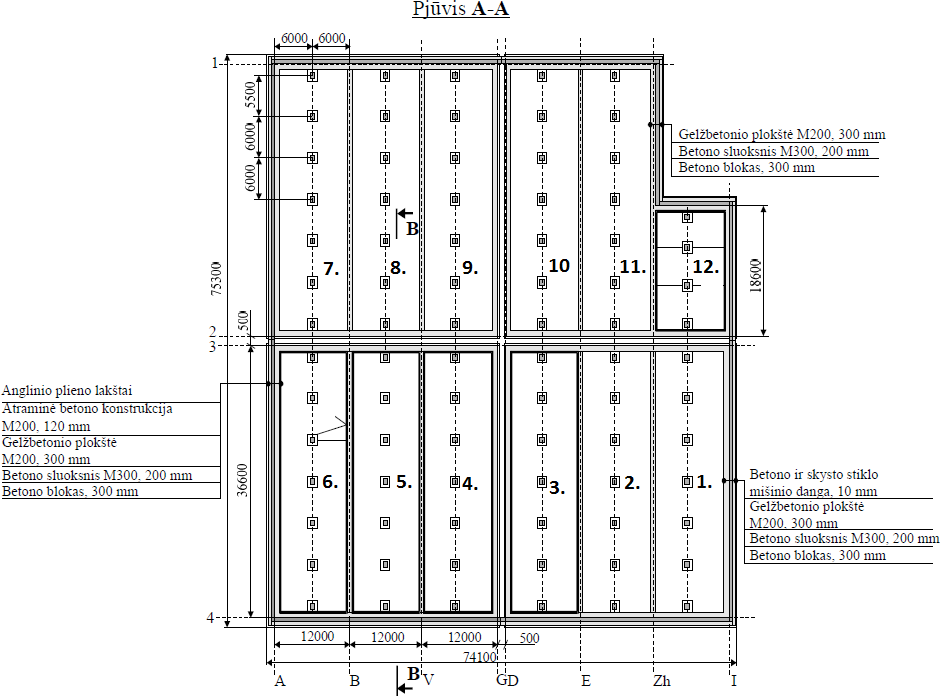 Pjūvis A-A
6000 6000
1
5500
6000
6000
Gelžbetonio plokštė M200, 300 mm
Betono sluoksnis M300, 200 mm
Betono blokas, 300 mm
B
7. 8. 9. 10 11. 12.
75300
18600
500
2
3
Anglinio plieno lakštai
Atraminė betono konstrukcija
M200, 120 mm
Gelžbetonio plokštė
M200, 300 mm
Betono sluoksnis M300, 200 mm
Betono blokas, 300 mm
36600
6. 5. 4. 3. 2. 1.
Betono ir skysto stiklo
mišinio danga, 10 mm
Gelžbetonio plokštė
M200, 300 mm
Betono sluoksnis M300, 200 mm
Betono blokas, 300 mm
4
12000 12000 12000 500
74100
B
A B V G D E Zh I